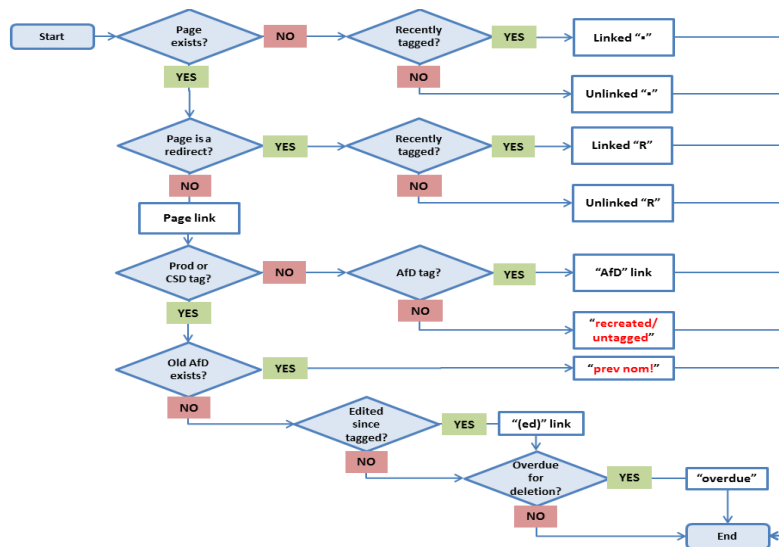 Start
Page
exists?
NO
Recently
tagged?
YES
Linked “▪”
YES
NO
Unlinked “▪”
Page is a
redirect?
YES
Recently
tagged?
YES
Linked “R”
NO
NO
Unlinked “R”
Page link
Prod or
CSD tag?
NO
AfD tag?
YES
“AfD” link
YES
NO
“recreated/
untagged”
Old AfD
exists?
YES
“prev nom!”
NO
Edited
since
tagged?
YES
“(ed)” link
NO
Overdue
for
deletion?
YES
“overdue”
NO
End